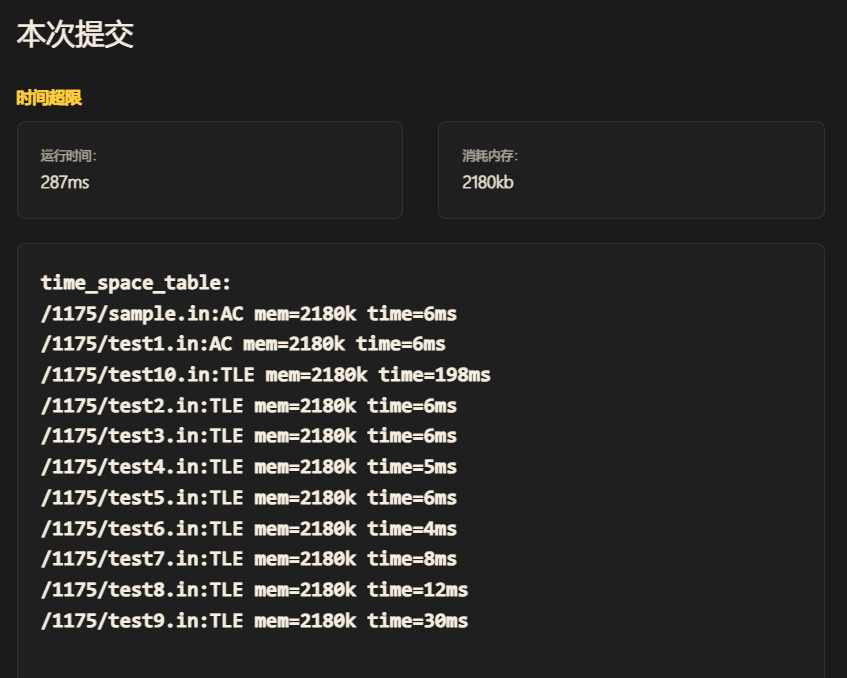 本次提交
时间超限
运行时间:
287ms
消耗内存:
2180kb
time_space_table:
/1175/sample.in:AC mem=2180k time=6ms
/1175/test1.in:AC mem=2180k time=6ms
/1175/test10.in:TLE mem=2180k time=198ms
/1175/test2.in:TLE mem=2180k time=6ms
/1175/test3.in:TLE mem=2180k time=6ms
/1175/test4.in:TLE mem=2180k time=5ms
/1175/test5.in:TLE mem=2180k time=6ms
/1175/test6.in:TLE mem=2180k time=4ms
/1175/test7.in:TLE mem=2180k time=8ms
/1175/test8.in:TLE mem=2180k time=12ms
/1175/test9.in:TLE mem=2180k time=30ms